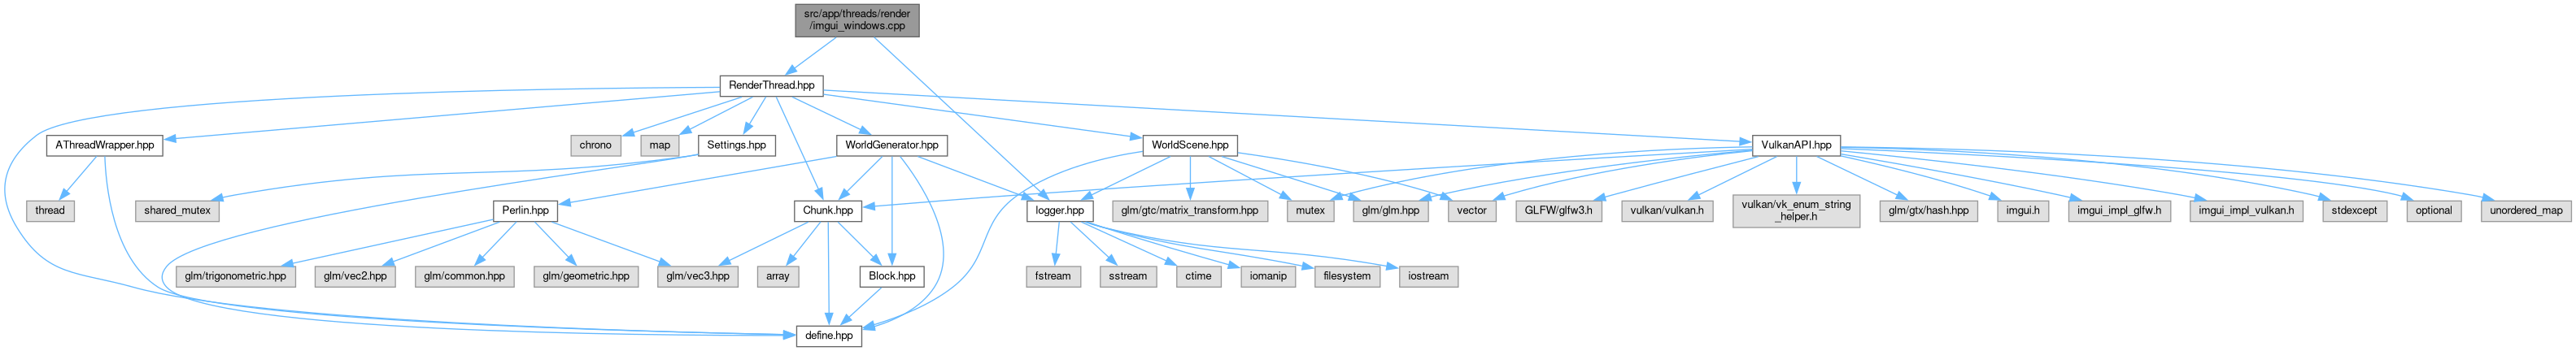 src/app/threads/render
/imgui_windows.cpp
RenderThread.hpp
AThreadWrapper.hpp
chrono
map
Settings.hpp
WorldGenerator.hpp
WorldScene.hpp
VulkanAPI.hpp
thread
shared_mutex
Perlin.hpp
Chunk.hpp
logger.hpp
glm/gtc/matrix_transform.hpp
mutex
glm/glm.hpp
vector
GLFW/glfw3.h
vulkan/vulkan.h
vulkan/vk_enum_string
_helper.h
glm/gtx/hash.hpp
imgui.h
imgui_impl_glfw.h
imgui_impl_vulkan.h
stdexcept
optional
unordered_map
glm/trigonometric.hpp
glm/vec2.hpp
glm/common.hpp
glm/geometric.hpp
glm/vec3.hpp
array
Block.hpp
fstream
sstream
ctime
iomanip
filesystem
iostream
define.hpp